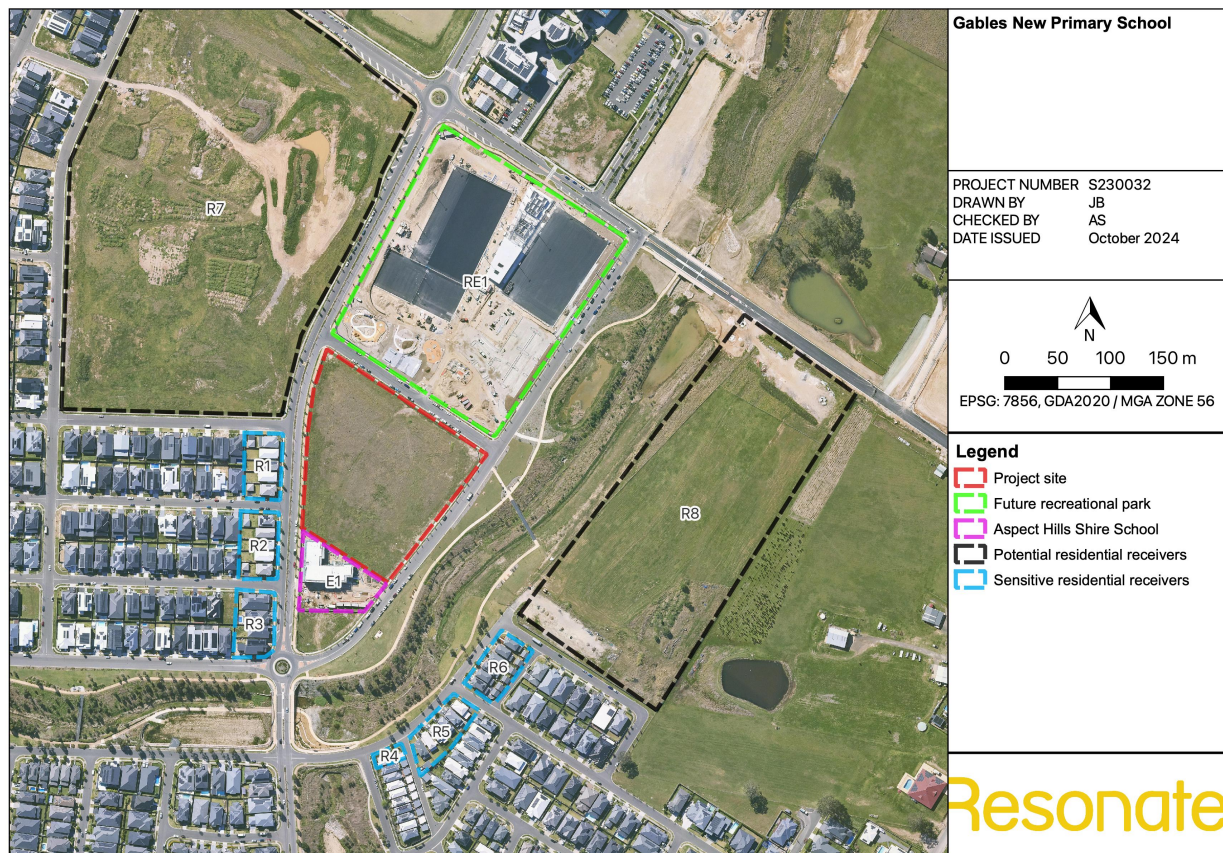 Gables New Primary School
PROJECT NUMBER S230032
DRAWN BY JB
CHECKED BY AS
DATE ISSUED October 2024
N
0 50 100 150 m
EPSG: 7856, GDA2020 / MGA ZONE 56
Legend
Project site
Future recreational park
Aspect Hills Shire School
Potential residential receivers
Sensitive residential receivers
Resonate
R7
RE1
R1
R8
R2
E1
R3
R6
R5
R4